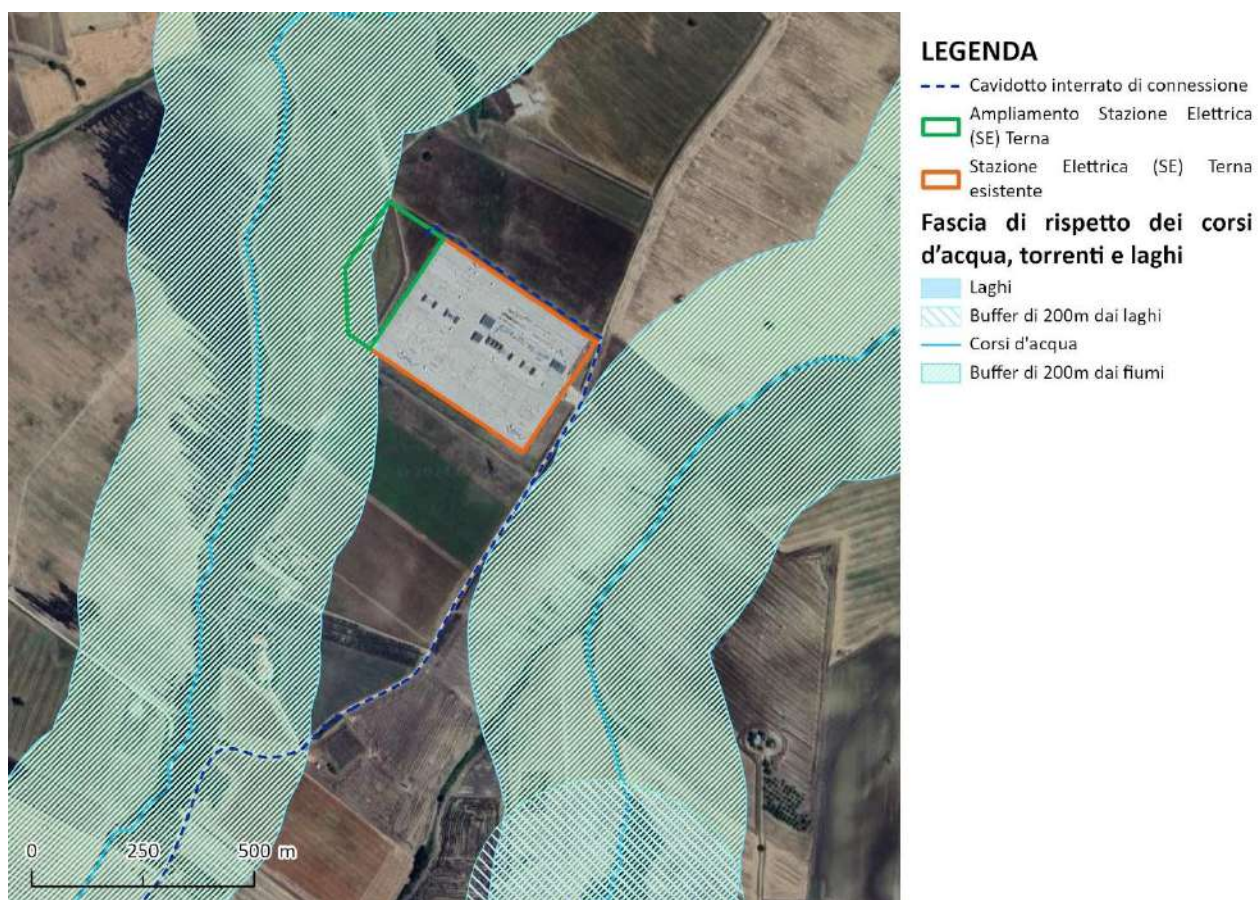 LEGENDA
Cavidotto interrato di connessione
Ampliamento Stazione Elettrica
(SE) Terna
Stazione Elettrica (SE) Terna
esistente
Fascia di rispetto dei corsi
d'acqua, torrenti e laghi
Laghi
Buffer di 200m dai laghi
Corsi d'acqua
Buffer di 200m dai fiumi
0 250 500 m